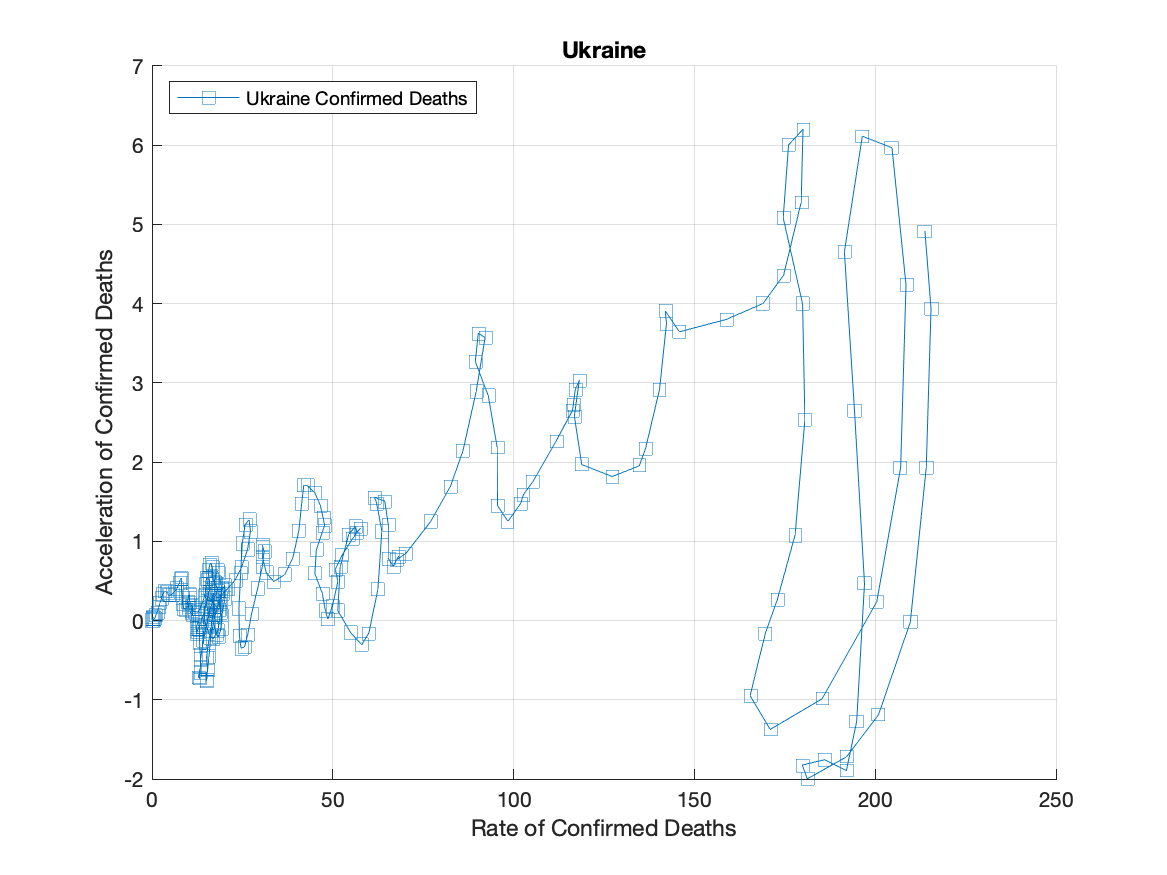 Ukraine
Ukraine Confirmed Deaths
7
6
5
4
3
2
1
0
-1
-2
Acceleration of Confirmed Deaths
0 50 100 150 200 250
Rate of Confirmed Deaths